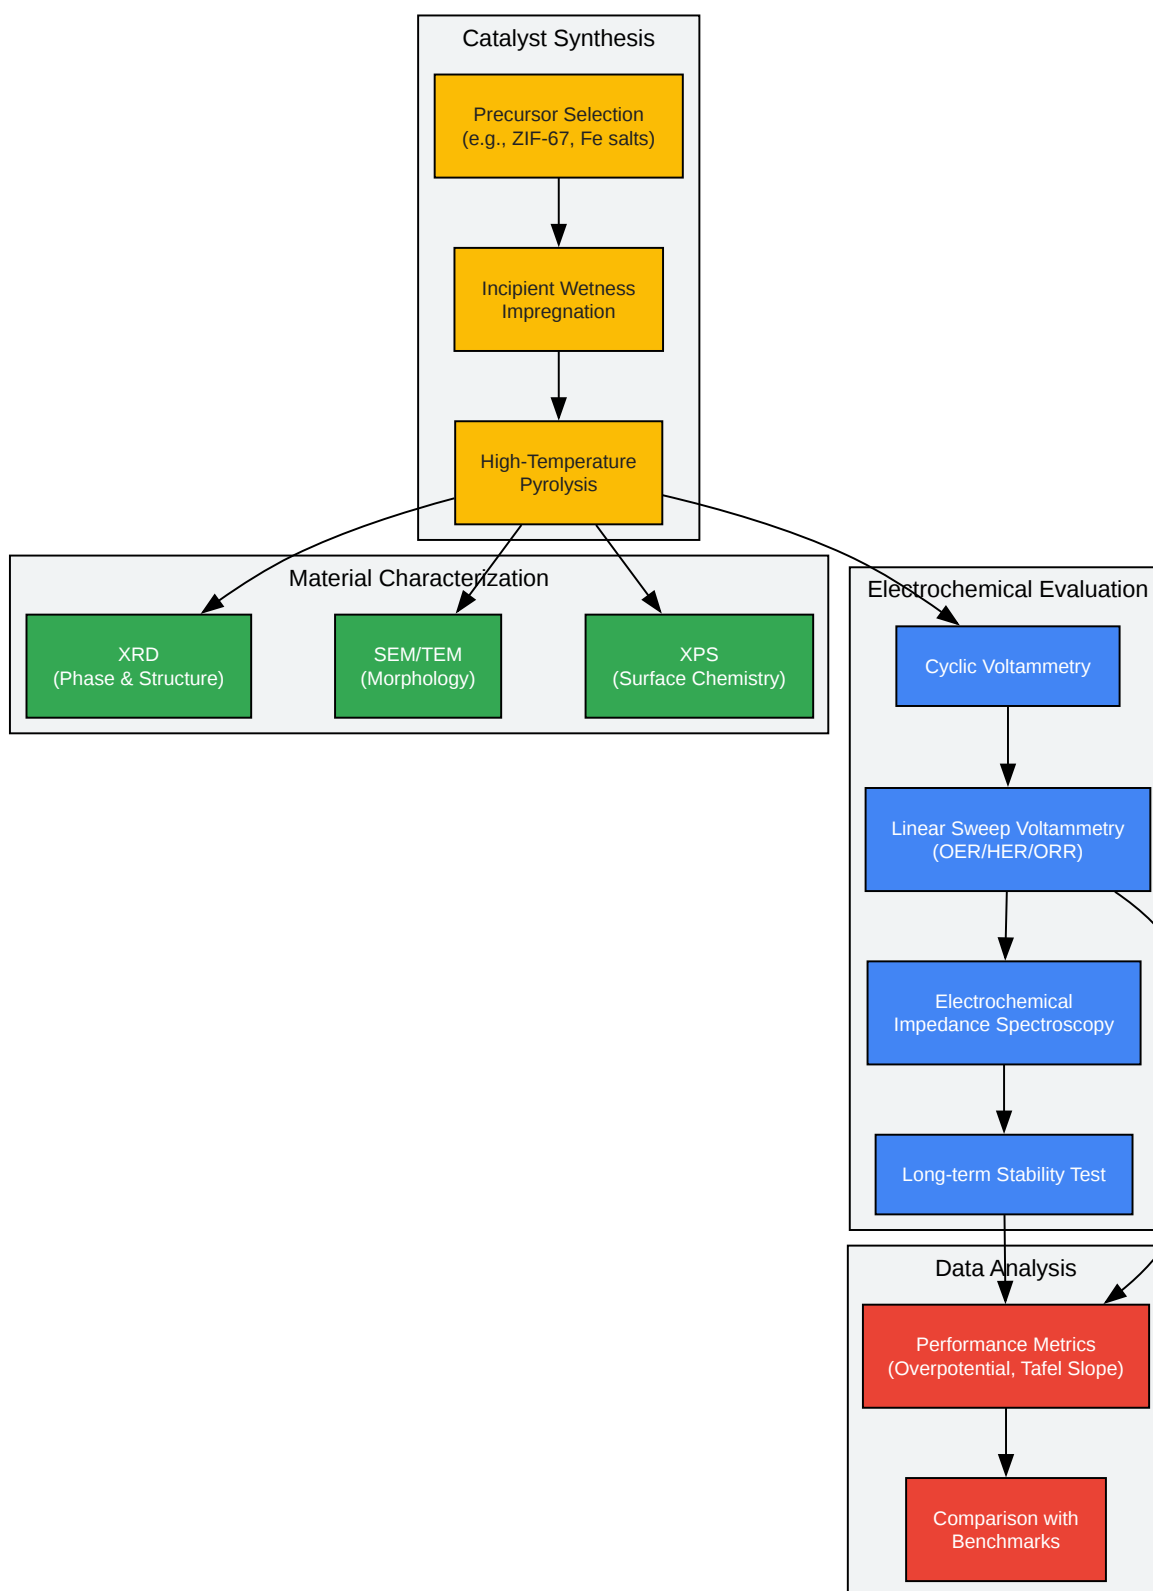 Catalyst Synthesis
Precursor Selection
(e.g., ZIF-67, Fe salts)
Incipient Wetness
Impregnation
High-Temperature
Pyrolysis
Material Characterization
XRD
(Phase & Structure)
SEM/TEM
(Morphology)
XPS
(Surface Chemistry)
Electrochemical Evaluation
Cyclic Voltammetry
Linear Sweep Voltammetry
(OER/HER/ORR)
Electrochemical
Impedance Spectroscopy
Long-term Stability Test
Data Analysis
Performance Metrics
(Overpotential, Tafel Slope)
Comparison with
Benchmarks